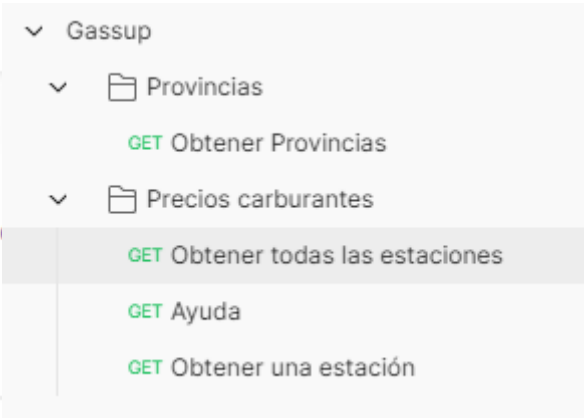 Gassup
Provincias
GET Obtener Provincias
Precios carburantes
GET Obtener todas las estaciones
GET Ayuda
GET Obtener una estación